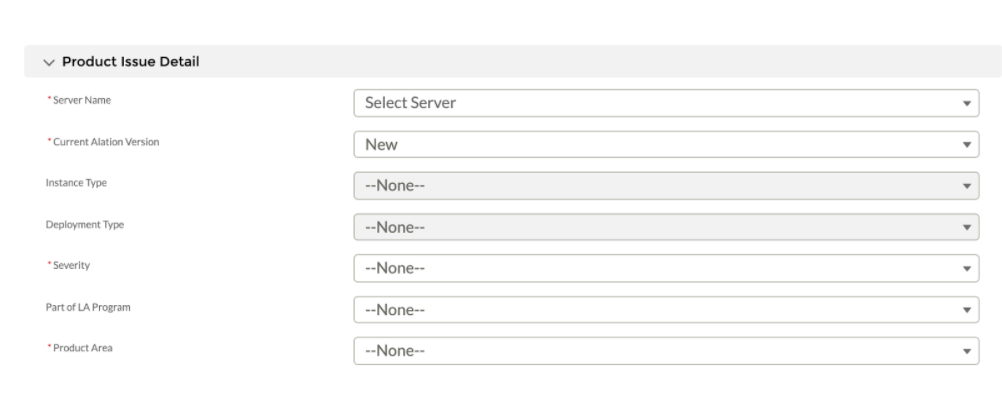 Product Issue Detail
* Server Name
Select Server
* Current Alation Version
New
Instance Type
--None--
Deployment Type
--None--
* Severity
--None--
Part of LA Program
--None--
* Product Area
--None--